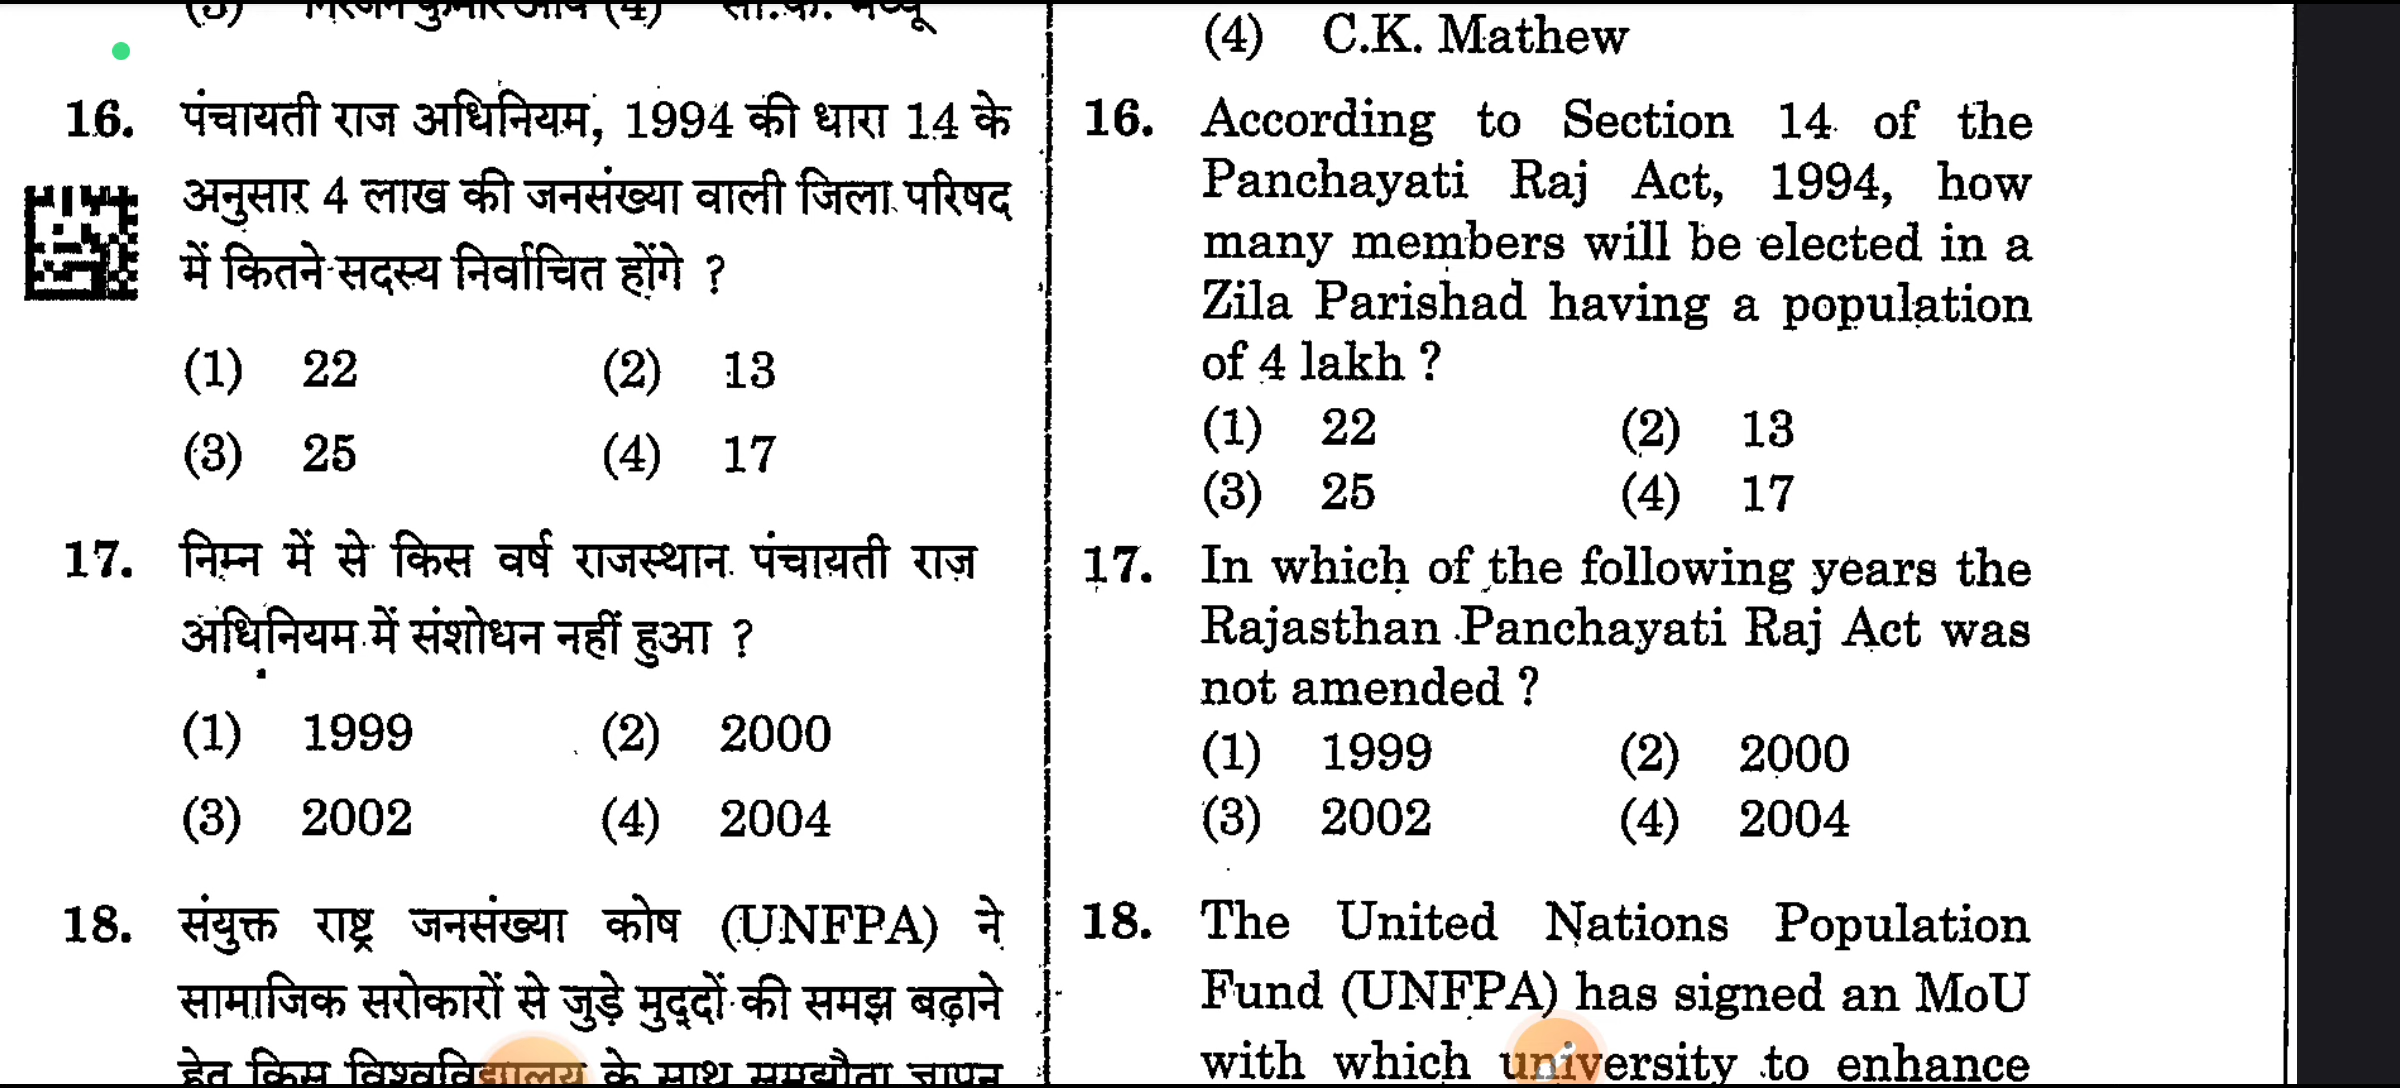 (4) C.K. Mathew
16. पंचायती राज अधिनियम, 1994 की धारा 14 के
अनुसार 4 लाख की जनसंख्या वाली जिला परिषद
में कितने सदस्य निर्वाचित होंगे ?
(1) 22 (2) 13
(3) 25 (4) 17
17. निम्न में से किस वर्ष राजस्थान पंचायती राज
अधिनियम में संशोधन नहीं हुआ ?
(1) 1999 (2) 2000
(3) 2002 (4) 2004
18. संयुक्त राष्ट्र जनसंख्या कोष (UNFPA) ने
सामाजिक सरोकारों से जुड़े मुद्दों की समझ बढ़ाने
हेतु किस विश्वविद्यालय के साथ समझौता ज्ञापन
16. According to Section 14 of the
Panchayati Raj Act, 1994, how
many members will be elected in a
Zila Parishad having a population
of 4 lakh ?
(1) 22 (2) 13
(3) 25 (4) 17
17. In which of the following years the
Rajasthan Panchayati Raj Act was
not amended ?
(1) 1999 (2) 2000
(3) 2002 (4) 2004
18. The United Nations Population
Fund (UNFPA) has signed an MoU
with which university to enhance